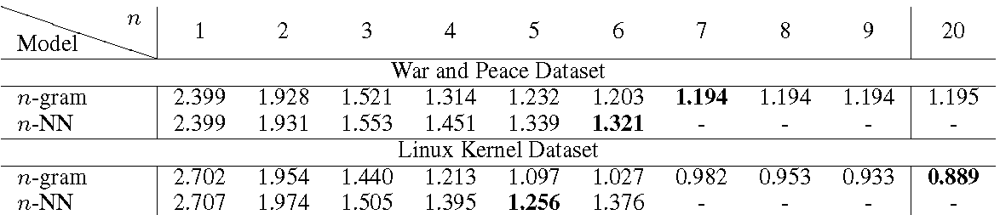 n
Model 1 2 3 4 5 6 7 8 9 20
War and Peace Dataset
n-gram 2.399 1.928 1.521 1.314 1.232 1.203 1.194 1.194 1.194 1.195
n-NN 2.399 1.931 1.553 1.451 1.339 1.321 - - - -
Linux Kernel Dataset
n-gram 2.702 1.954 1.440 1.213 1.097 1.027 0.982 0.953 0.933 0.889
n-NN 2.707 1.974 1.505 1.395 1.256 1.376 - - - -